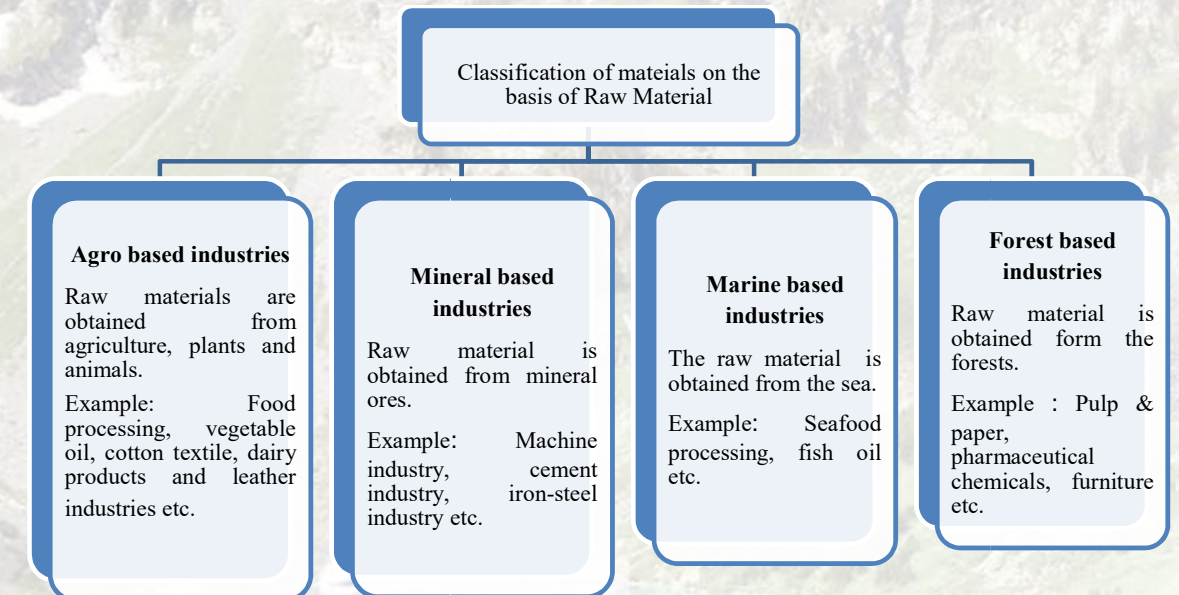 Classification of mateials on the
basis of Raw Material
Agro based industries
Raw materials are
obtained from
agriculture, plants and
animals.
Example: Food
processing, vegetable
oil, cotton textile, dairy
products and leather
industries etc.
Mineral based
industries
Raw material is
obtained from mineral
ores.
Example: Machine
industry, cement
industry, iron-steel
industry etc.
Marine based
industries
The raw material is
obtained from the sea.
Example: Seafood
processing, fish oil
etc.
Forest based
industries
Raw material is
obtained form the
forests.
Example : Pulp &
paper,
pharmaceutical
chemicals, furniture
etc.